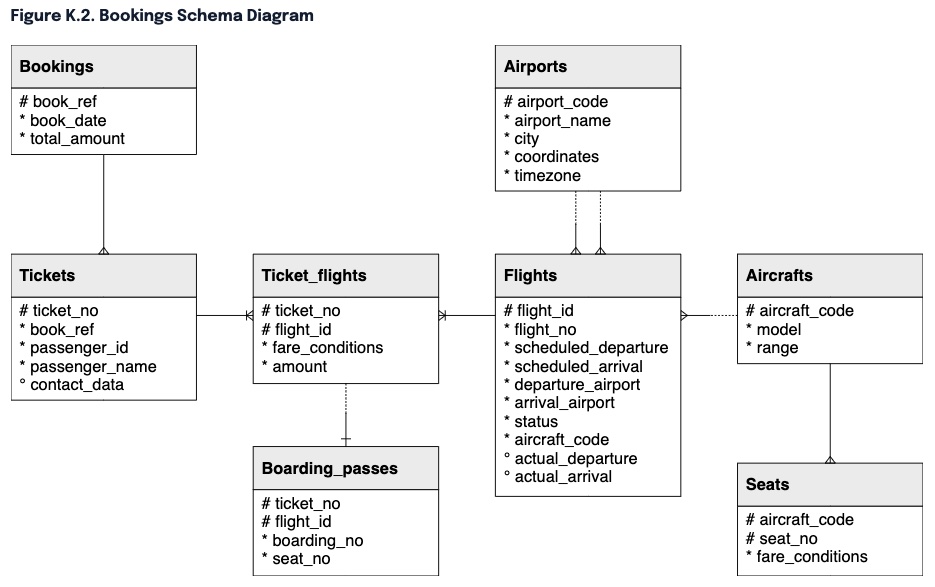 Figure K.2. Bookings Schema Diagram
Bookings
# book_ref
* book_date
* total_amount
Airports
# airport_code
* airport_name
* city
* coordinates
* timezone
Tickets
# ticket_no
* book_ref
* passenger_id
* passenger_name
° contact_data
Ticket_flights
# ticket_no
# flight_id
* fare_conditions
* amount
Flights
# flight_id
* flight_no
* scheduled_departure
* scheduled_arrival
* departure_airport
* arrival_airport
* status
* aircraft_code
° actual_departure
° actual_arrival
Aircrafts
# aircraft_code
* model
* range
Boarding_passes
# ticket_no
# flight_id
* boarding_no
* seat_no
Seats
# aircraft_code
# seat_no
* fare_conditions